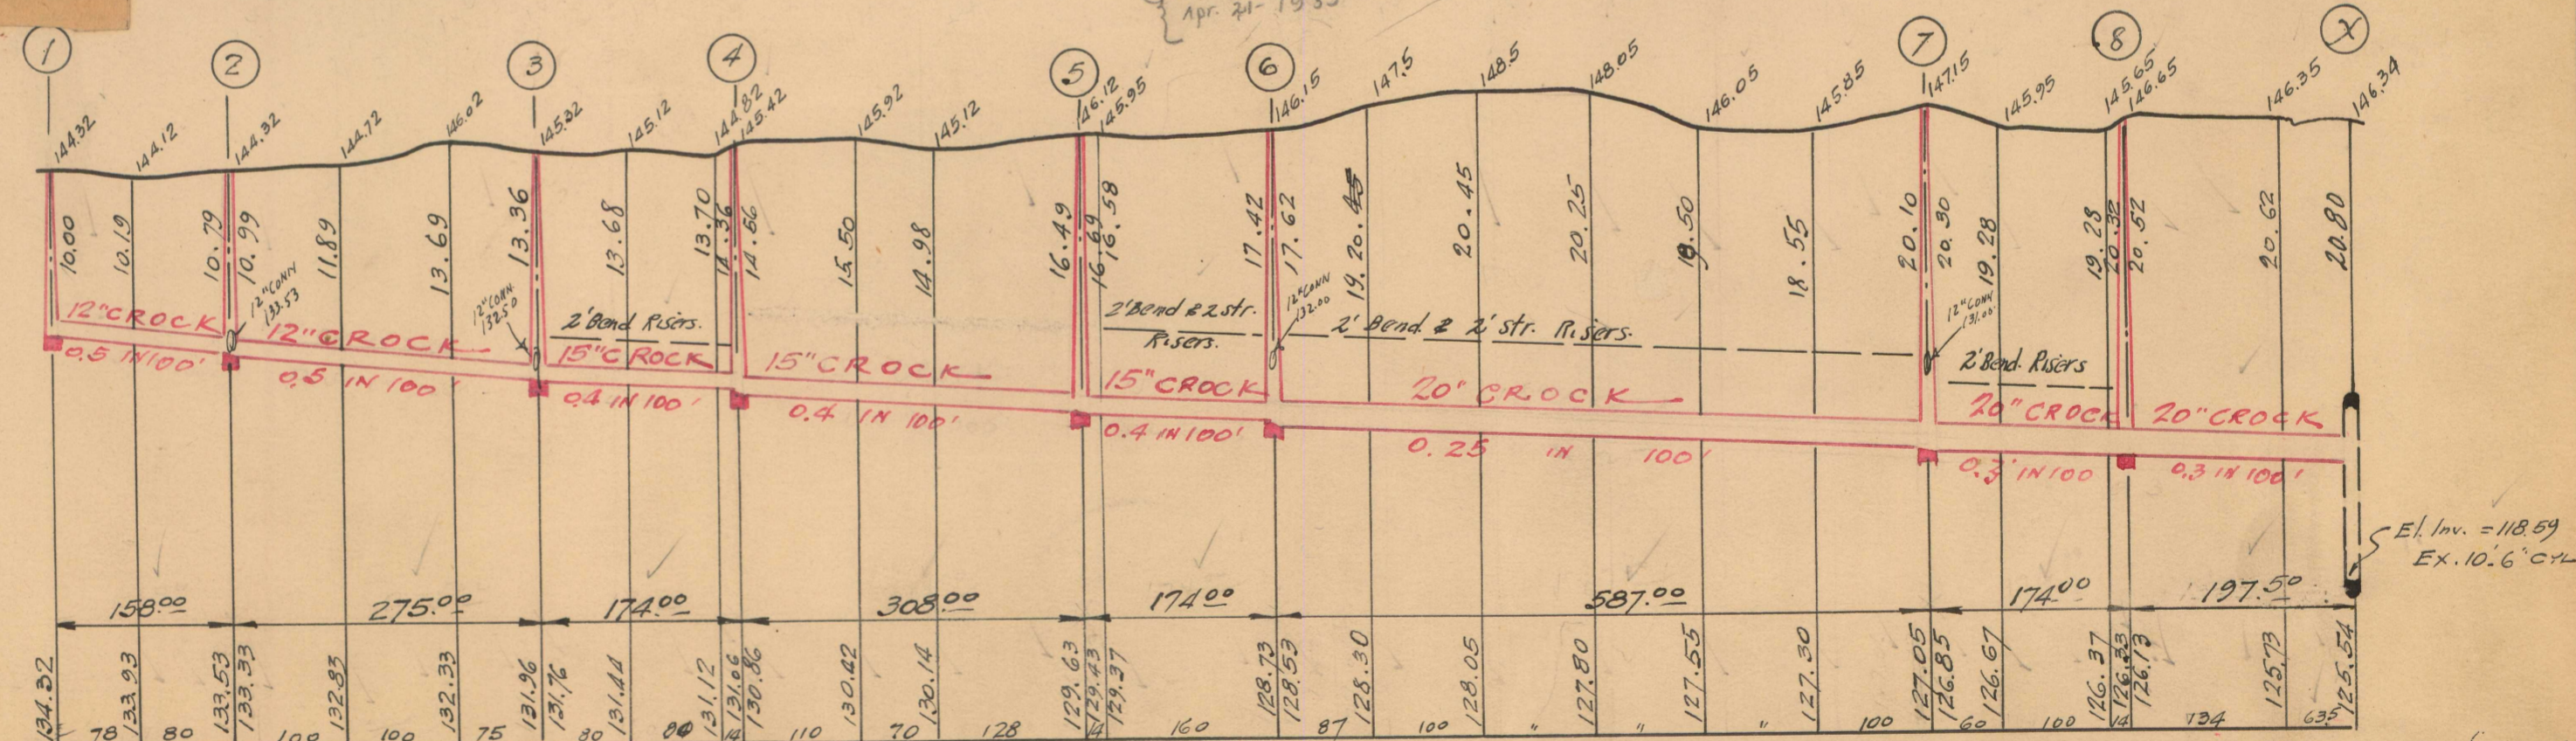 Apr. 21- 1933
1 2 3 4 5 6 7 8 X
144.32 144.12 144.32 144.72 146.02 145.32 145.12 144.82 145.42 145.92 145.12 146.12 145.95 146.15 147.5 148.5 148.05 146.05 145.85 147.15 145.95 145.65 146.65 146.35 146.34
10.00 10.19 10.79 10.99 11.89 13.69 13.36 13.68 13.70 14.36 14.56 15.50 14.98 16.49 16.69 16.58 17.42 17.62 19.20 20.45 20.25 18.50 18.55 20.10 20.30 19.28 19.28 20.32 20.52 20.62 20.80
12"CONN 133.53
12"CONN. 132.50
12"CONN 132.00
12"CONN 131.00
2'Bend Risers.
2'Bend & 2 str. Risers.
2' Bend & 2' str. Risers.
2'Bend. Risers
12"CROCK 12"CROCK 15"CROCK 15"CROCK 15"CROCK 20"CROCK 20"CROCK 20"CROCK
0.5 IN 100' 0.5 IN 100' 0.4 IN 100' 0.4 IN 100' 0.4 IN 100' 0.25 IN 100' 0.3' IN 100 0.3 IN 100'
El. Inv. = 118.59
Ex. 10'.6" CYL
158.00 275.00 174.00 308.00 174.00 587.00 174.00 197.50
134.32 133.93 133.53 133.33 132.83 132.33 131.96 131.76 131.44 131.12 131.06 130.86 130.42 130.14 129.63 129.43 129.37 128.73 128.53 128.30 128.05 127.80 127.55 127.30 127.05 126.85 126.67 126.37 126.33 126.13 125.73 125.54
78 80 100 100 75 80 80 14 110 70 128 14 160 87 100 " " " 100 60 100 14 134 63.5